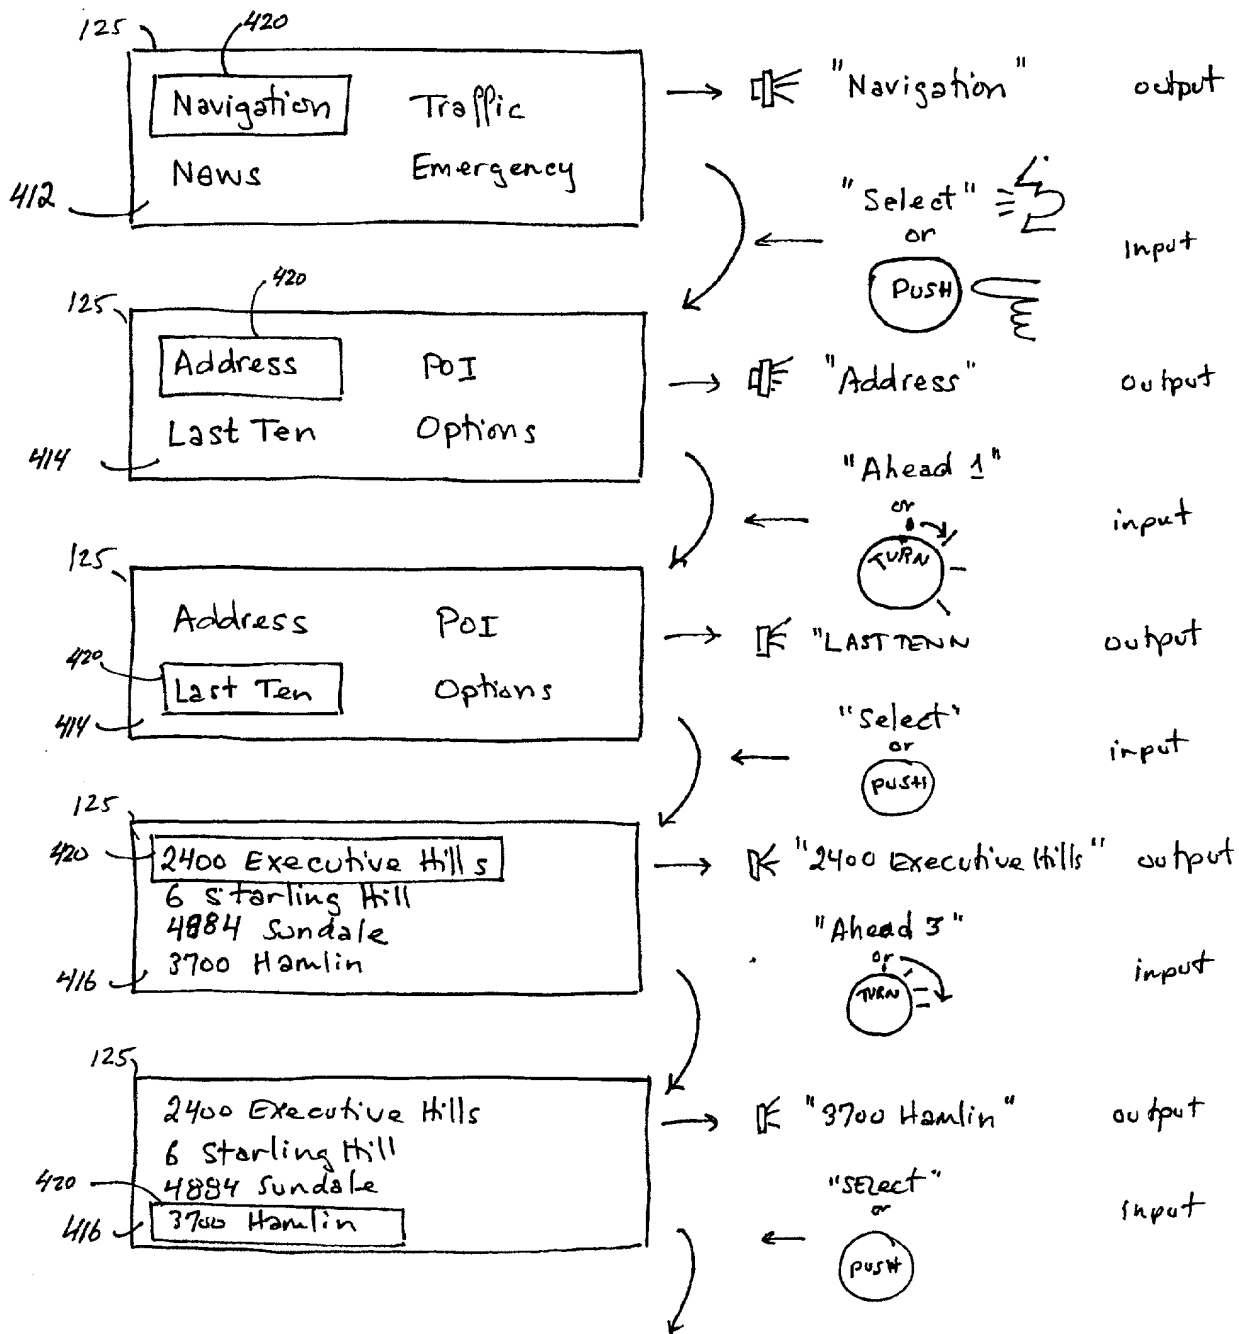 125 420
Navigation Traffic "Navigation" output
News Emergency
412
"Select"
or
PUSH
Input
125 420
Address PoI "Address" output
Last Ten Options
414
"Ahead 1"
or
TURN
input
125
Address PoI "LAST TENN output
420
Last Ten Options
414
"Select"
or
PUSH
input
125
420
2400 Executive Hills "2400 Executive Hills" output
6 Starling Hill
4884 Sundale
3700 Hamlin
416
"Ahead 3"
or
TURN
input
125
2400 Executive Hills "3700 Hamlin" output
6 Starling Hill
4884 Sundale
420
3700 Hamlin
416
"SElect"
or
PUSH
Input